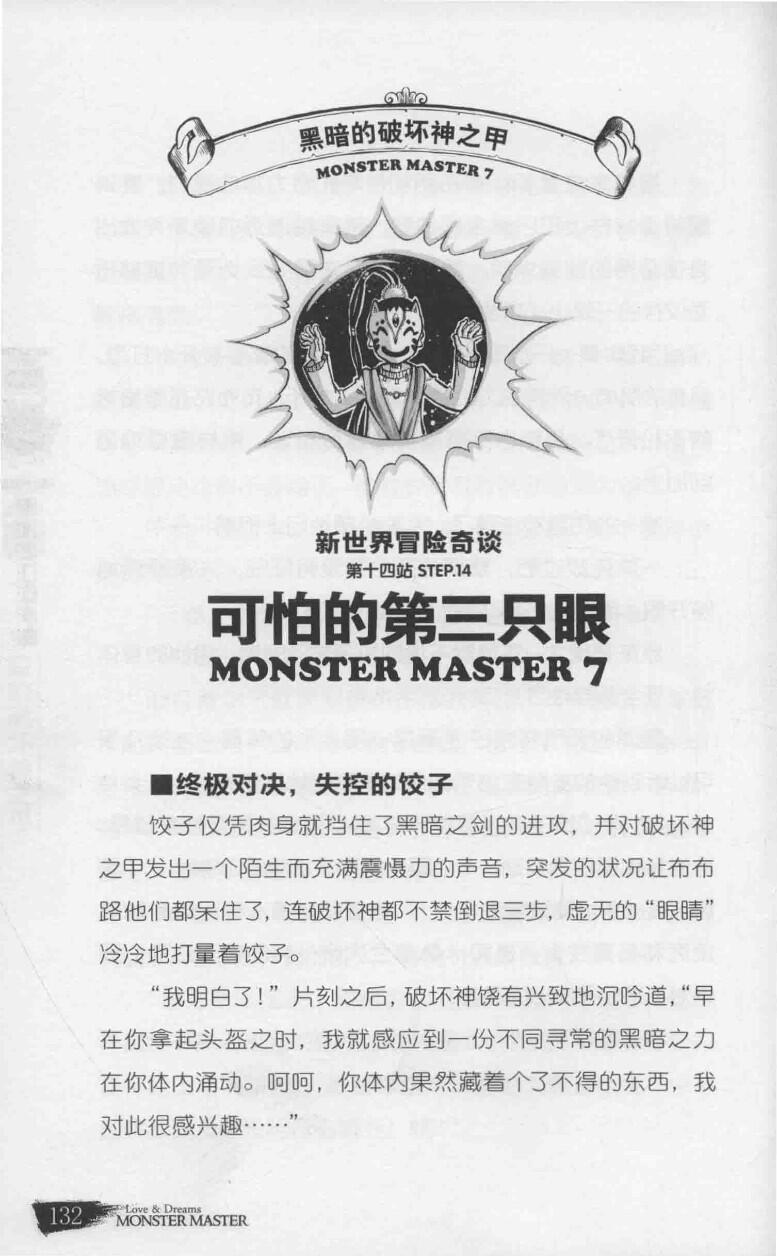 黑暗的破坏神之甲
MONSTER MASTER 7
新世界冒险奇谈
第十四站 STEP.14
可怕的第三只眼
MONSTER MASTER 7
■终极对决，失控的饺子
饺子仅凭肉身就挡住了黑暗之剑的进攻，并对破坏神
之甲发出一个陌生而充满震慑力的声音，突发的状况让布布
路他们都呆住了，连破坏神都不禁倒退三步，虚无的“眼睛”
冷冷地打量着饺子。
“我明白了！”片刻之后，破坏神饶有兴致地沉吟道，“早
在你拿起头盔之时，我就感应到一份不同寻常的黑暗之力
在你体内涌动。呵呵，你体内果然藏着个了不得的东西，我
对此很感兴趣……”
132
Love & Dreams
MONSTER MASTER